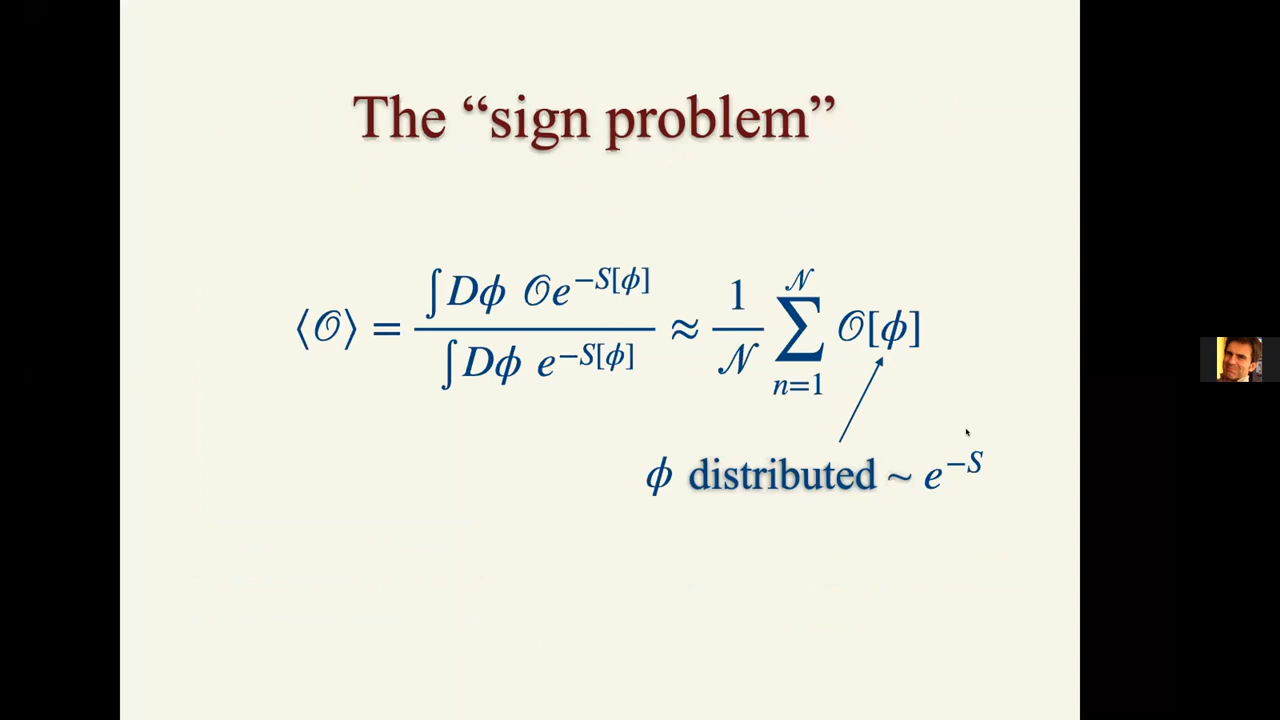 The “sign problem”
⟨𝒪⟩ = ∫Dϕ 𝒪e^{−S[ϕ]} / ∫Dϕ e^{−S[ϕ]} ≈ 1/𝒩 ∑_{n=1}^{𝒩} 𝒪[ϕ]
ϕ distributed ~ e^{−S}